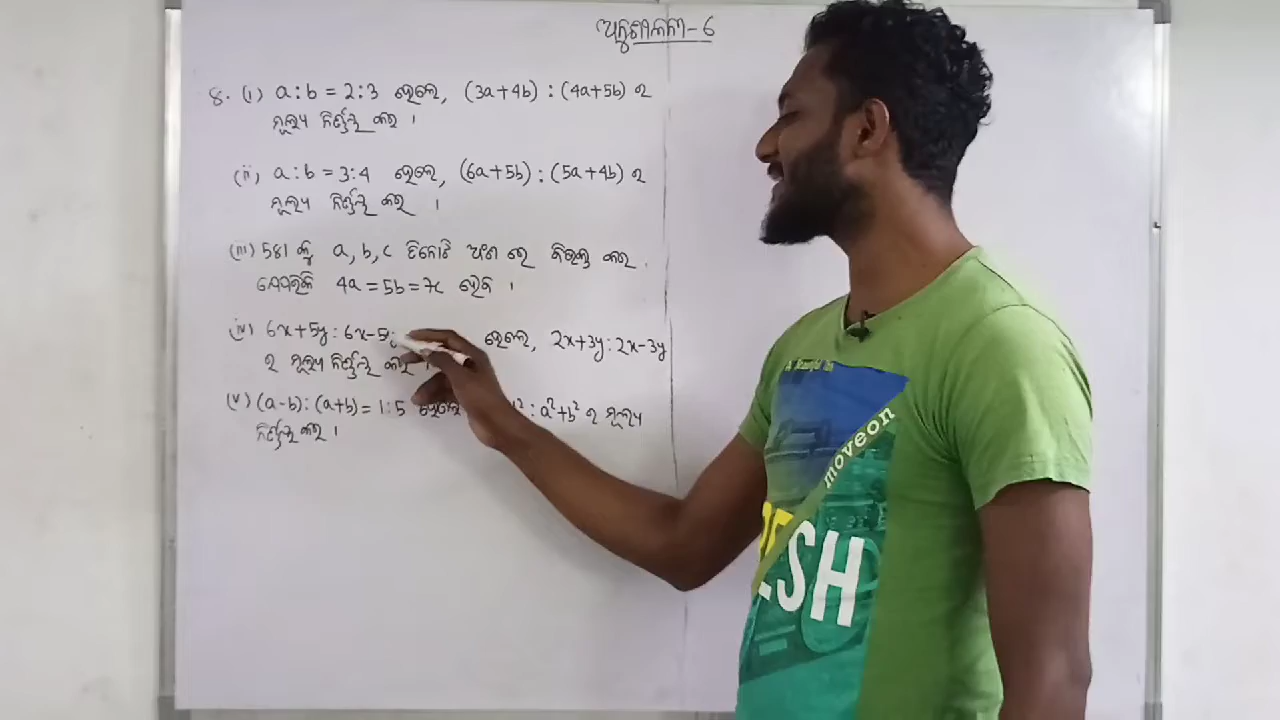 ଅନୁଶୀଳନୀ-6
8. (i) a:b = 2:3 ହେଲେ, (3a+4b) : (4a+5b) ର
ମୂଲ୍ୟ ନିର୍ଣ୍ଣୟ କର ।
(ii) a:b = 3:4 ହେଲେ, (6a+5b) : (5a+4b) ର
ମୂଲ୍ୟ ନିର୍ଣ୍ଣୟ କର ।
(iii) 581 କୁ a, b, c ତିନୋଟି ଅଂଶ ରେ ବିଭକ୍ତ କର
ଯେପରିକି 4a = 5b = 7c ହେବ ।
(iv) 6x+5y : 6x-5 ହେଲେ, 2x+3y : 2x-3y
ର ମୂଲ୍ୟ ନିର୍ଣ୍ଣୟ କର ।
(v) (a-b) : (a+b) = 1:5 ହେଲେ : a²+b² ର ମୂଲ୍ୟ
ନିର୍ଣ୍ଣୟ କର ।
moveon
ESH